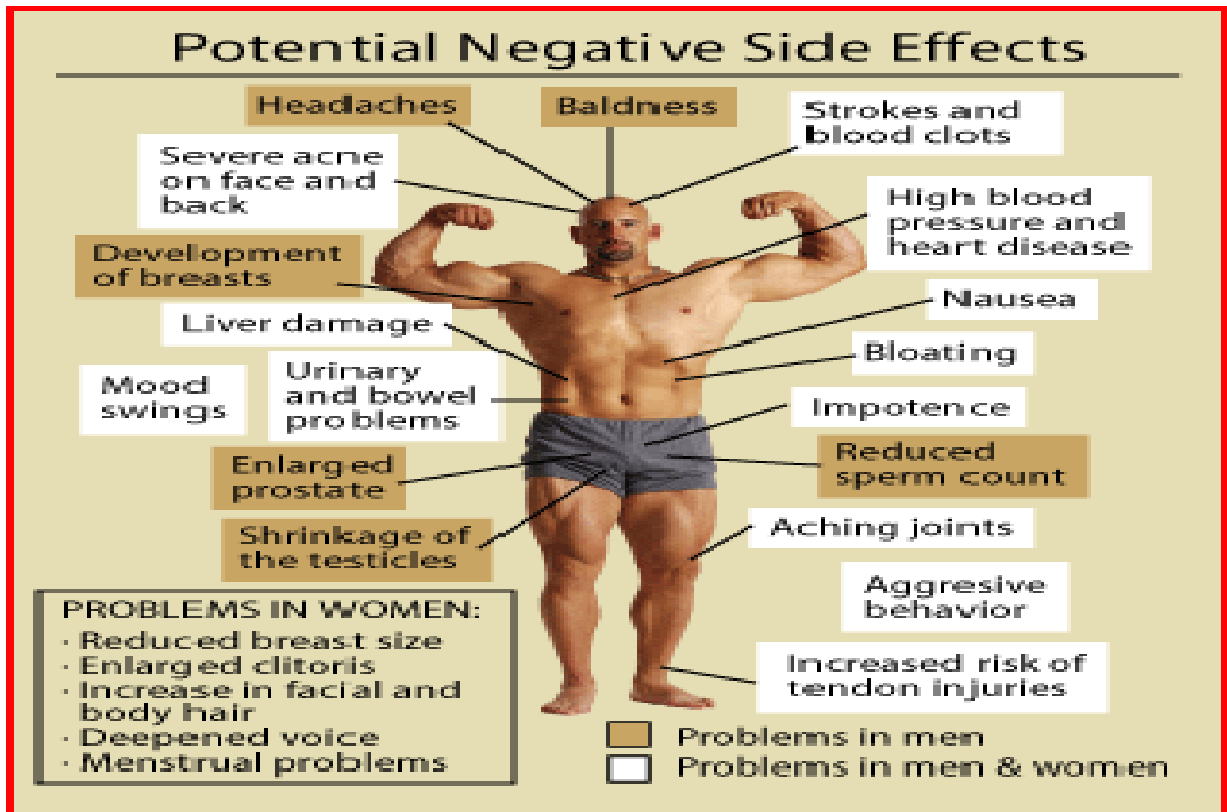 Potential Negative Side Effects
Headlaches
Baldness
Strokes and
blood clots
Severe acne
on face and
back
High blood
pressure and
heart disease
Development
of breasts
Nausea
Liver damage
Bloating
Mood
swings
Urinary
and bowel
problems
Impotence
Enlarged
prostate
Reduced
sperm count
Shrinkage of
the testicles
Aching joints
Aggresive
behavior
Increased risk of
tendon injuries
PROBLEMS IN WOMEN:
· Reduced breast size
· Enlarged clitoris
· Increase in facial and
body hair
· Deepened voice
· Menstrual problems
Problems in men
Problems in men & women